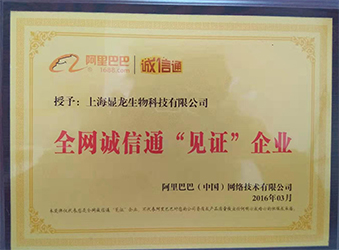 阿里巴巴 诚信通
1688.com
授予：上海显龙生物科技有限公司
全网诚信通“见证”企业
阿里巴巴（中国）网络技术有限公司
2016年03月